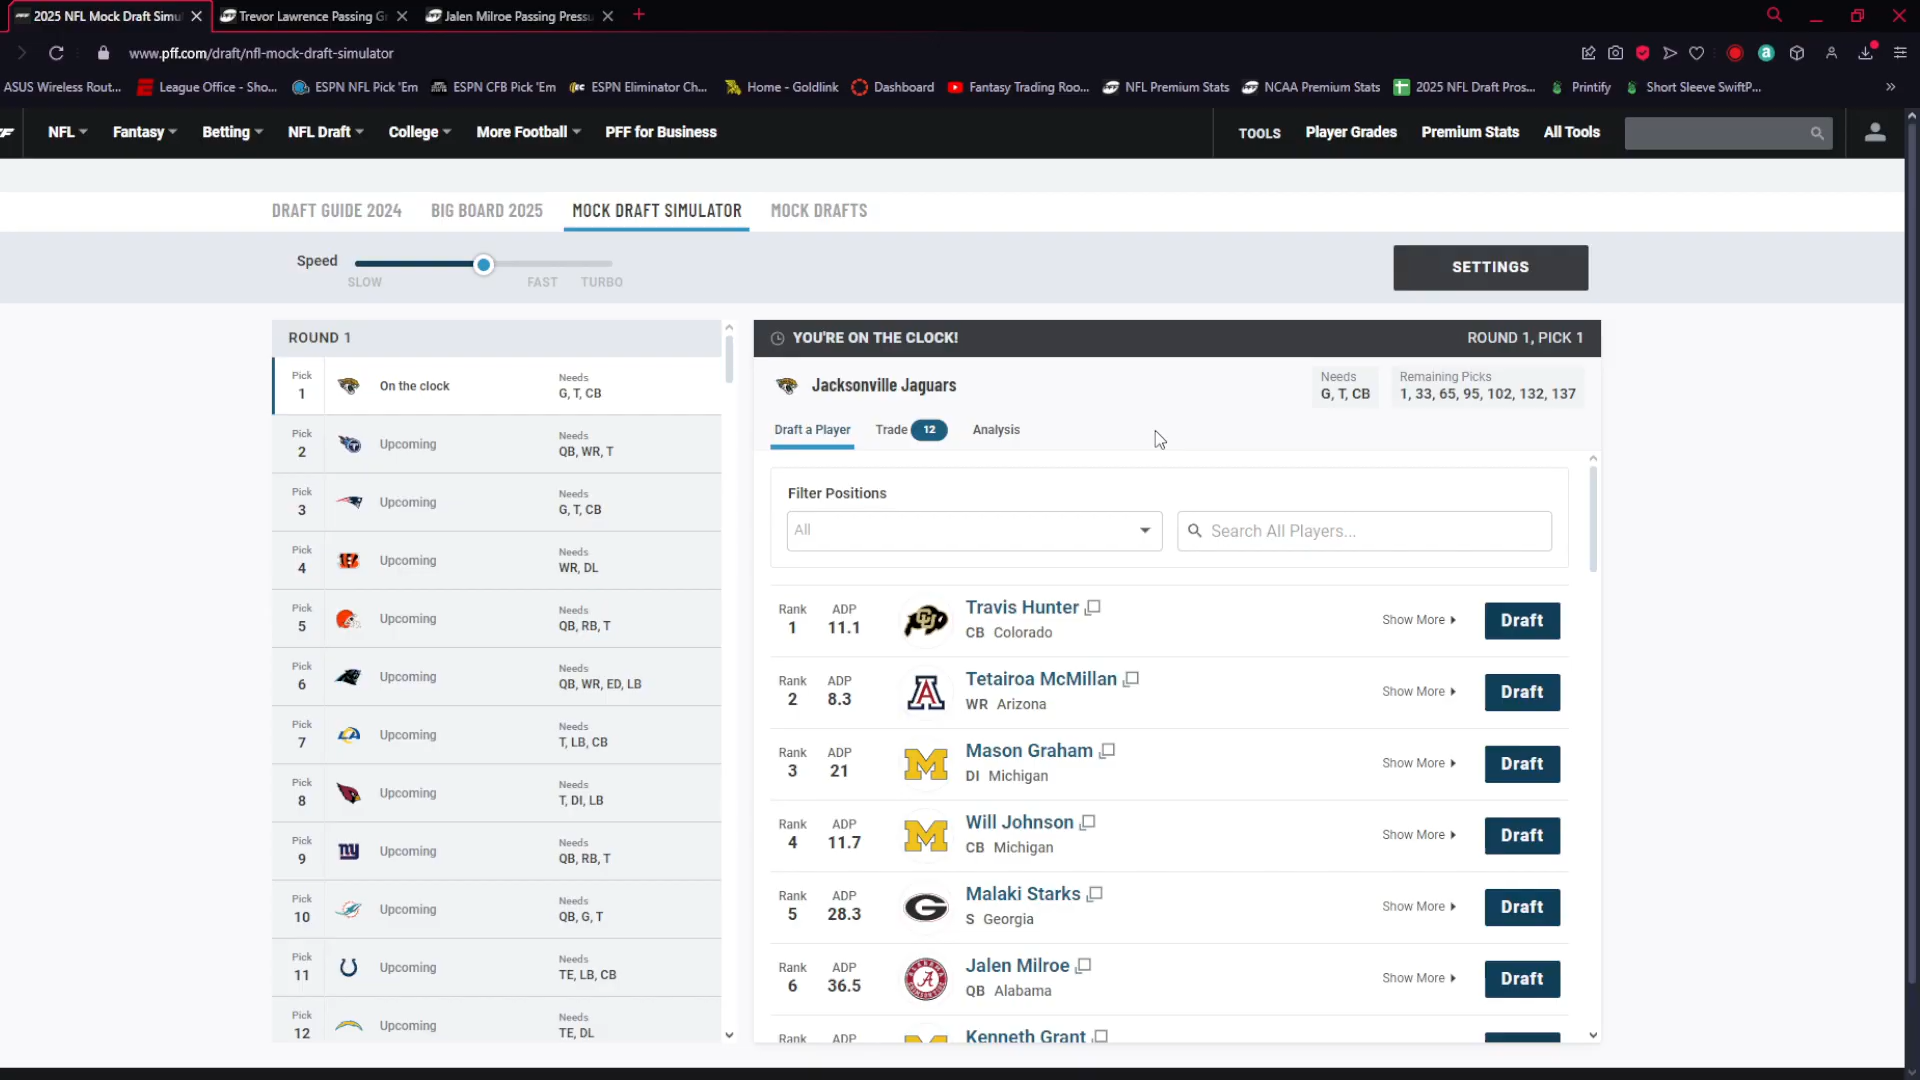 2025 NFL Mock Draft Simu
Trevor Lawrence Passing Gr
Jalen Milroe Passing Pressu
www.pff.com/draft/nfl-mock-draft-simulator
ASUS Wireless Rout...
League Office - Sho...
ESPN NFL Pick 'Em
ESPN CFB Pick 'Em
ESPN Eliminator Ch...
Home - Goldlink
Dashboard
Fantasy Trading Roo...
NFL Premium Stats
NCAA Premium Stats
2025 NFL Draft Pros...
Printify
Short Sleeve SwiftP...
NFL
Fantasy
Betting
NFL Draft
College
More Football
PFF for Business
TOOLS
Player Grades
Premium Stats
All Tools
DRAFT GUIDE 2024
BIG BOARD 2025
MOCK DRAFT SIMULATOR
MOCK DRAFTS
Speed
SLOW
FAST
TURBO
SETTINGS
ROUND 1
Pick
1
On the clock
Needs
G, T, CB
Pick
2
Upcoming
Needs
QB, WR, T
Pick
3
Upcoming
Needs
G, T, CB
Pick
4
Upcoming
Needs
WR, DL
Pick
5
Upcoming
Needs
QB, RB, T
Pick
6
Upcoming
Needs
QB, WR, ED, LB
Pick
7
Upcoming
Needs
T, LB, CB
Pick
8
Upcoming
Needs
T, DI, LB
Pick
9
ny
Upcoming
Needs
QB, RB, T
Pick
10
Upcoming
Needs
QB, G, T
Pick
11
Upcoming
Needs
TE, LB, CB
Pick
12
Upcoming
Needs
TE, DL
YOU'RE ON THE CLOCK!
ROUND 1, PICK 1
Jacksonville Jaguars
Needs
G, T, CB
Remaining Picks
1, 33, 65, 95, 102, 132, 137
Draft a Player
Trade 12
Analysis
Filter Positions
All
Search All Players...
Rank
1
ADP
11.1
CU
Travis Hunter
CB Colorado
Show More
Draft
Rank
2
ADP
8.3
A
Tetairoa McMillan
WR Arizona
Show More
Draft
Rank
3
ADP
21
M
Mason Graham
DI Michigan
Show More
Draft
Rank
4
ADP
11.7
M
Will Johnson
CB Michigan
Show More
Draft
Rank
5
ADP
28.3
G
Malaki Starks
S Georgia
Show More
Draft
Rank
6
ADP
36.5
A
Jalen Milroe
QB Alabama
Show More
Draft
Rank
ADP
Kenneth Grant